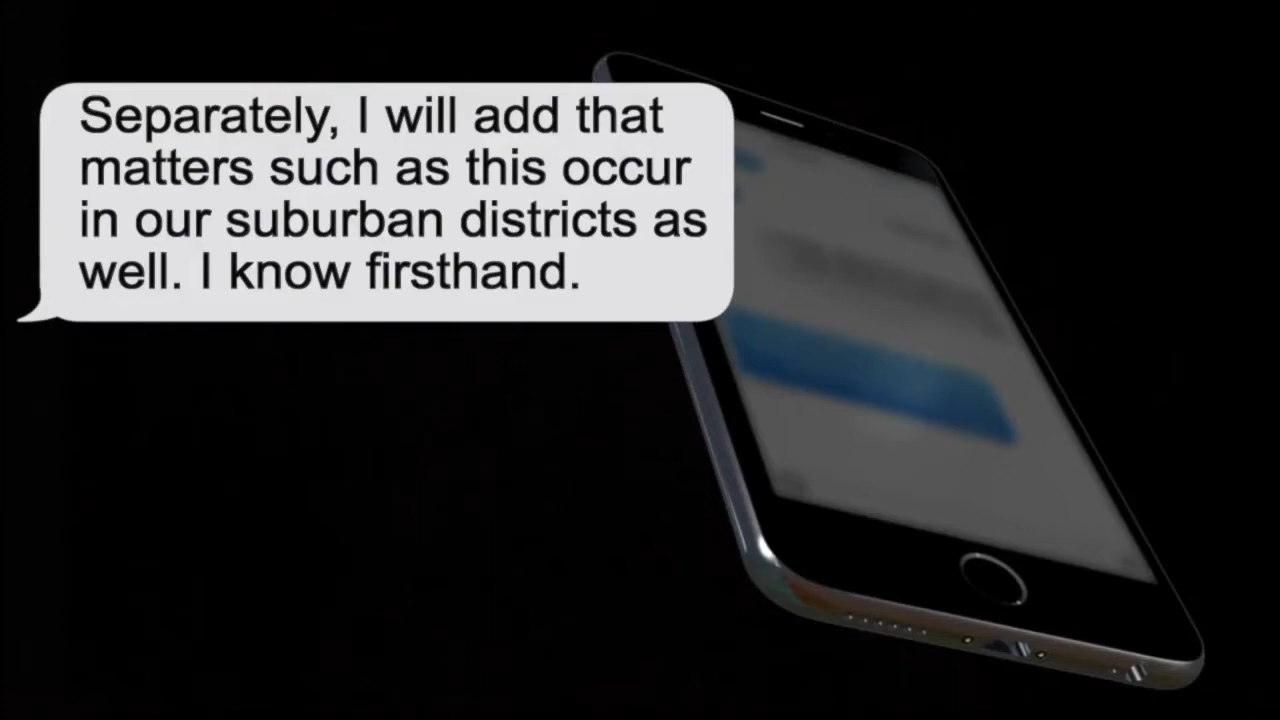 Separately, I will add that
matters such as this occur
in our suburban districts as
well. I know firsthand.